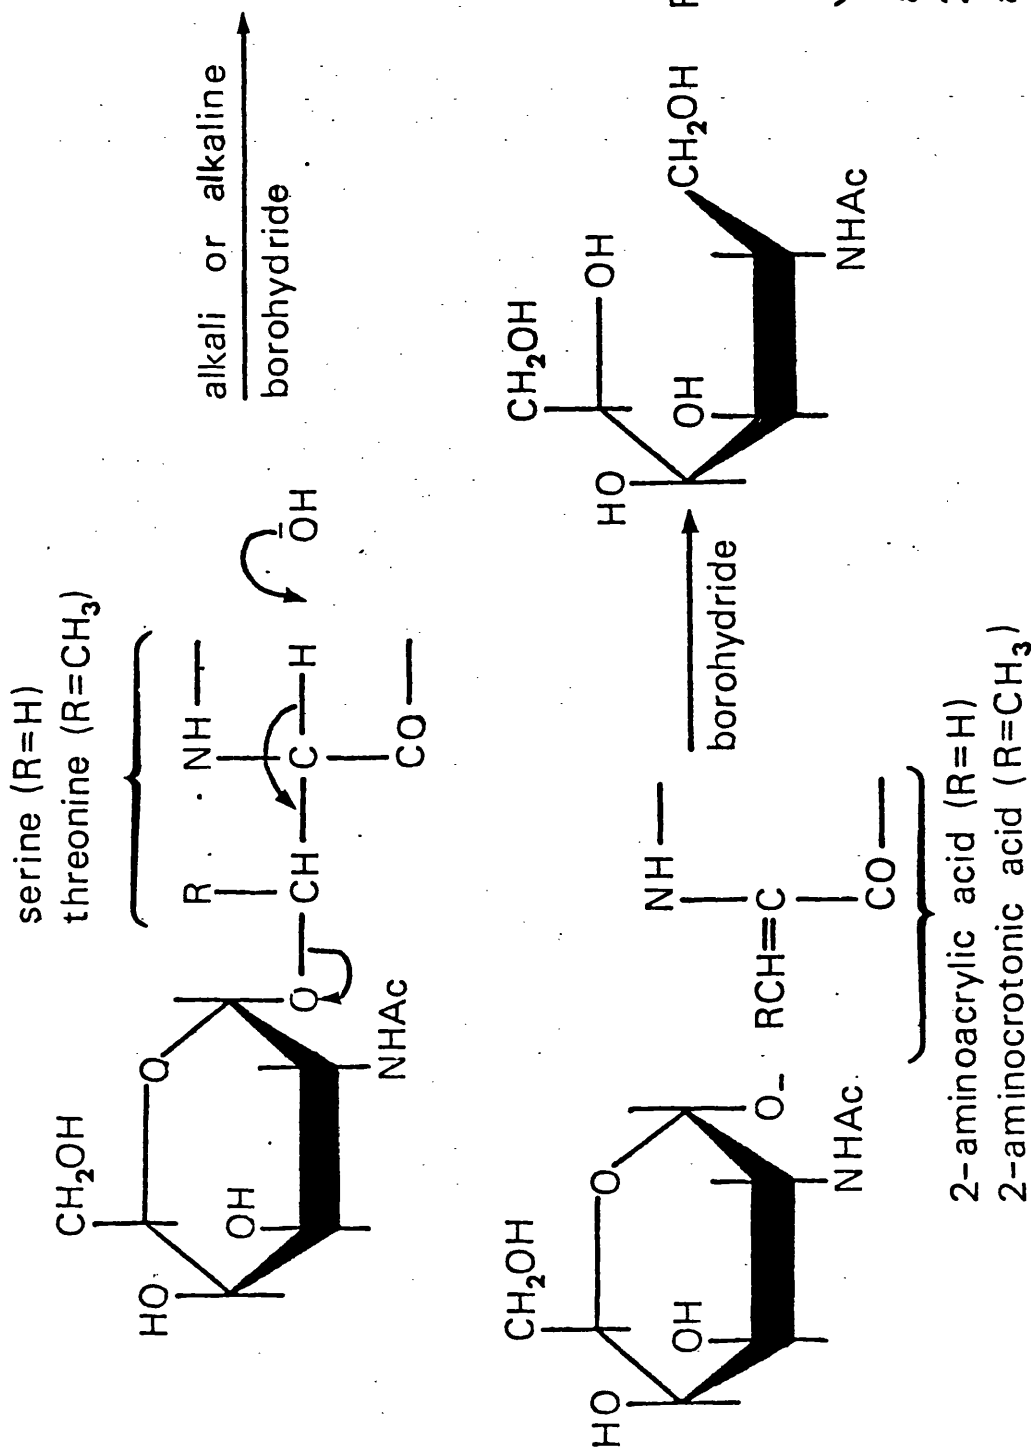 serine (R=H)
threonine (R=CH₃)
CH₂OH
HO
O
OH
NHAc
O
R
CH
NH
C
H
CO
ŌH
alkali or alkaline
borohydride
CH₂OH
HO
O
OH
NHAc
O-
RCH=C
NH
CO
2-aminoacrylic acid (R=H)
2-aminocrotonic acid (R=CH₃)
borohydride
CH₂OH
HO
OH
OH
CH₂OH
NHAc